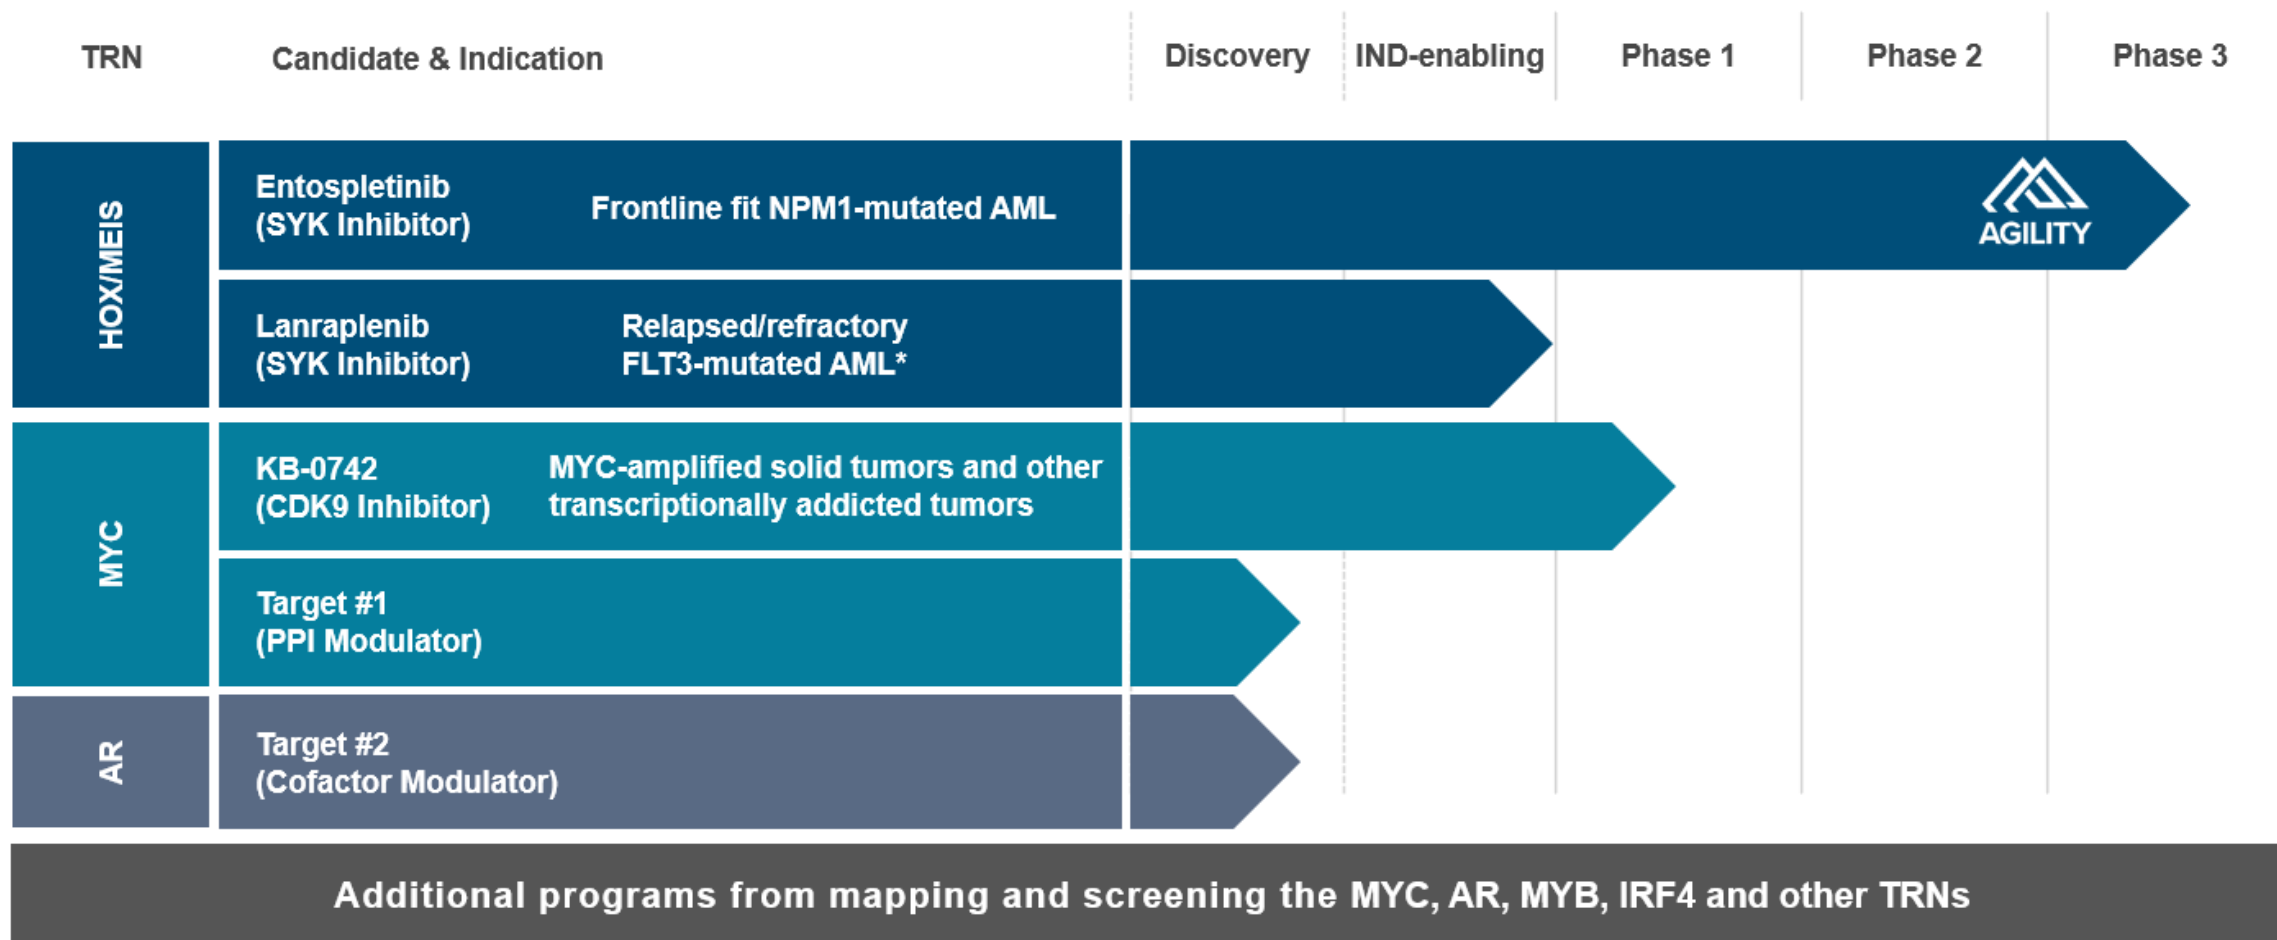 TRN
Candidate & Indication
Discovery
IND-enabling
Phase 1
Phase 2
Phase 3
HOX/MEIS
Entospletinib
(SYK Inhibitor)
Frontline fit NPM1-mutated AML
AGILITY
Lanraplenib
(SYK Inhibitor)
Relapsed/refractory
FLT3-mutated AML*
MYC
KB-0742
(CDK9 Inhibitor)
MYC-amplified solid tumors and other
transcriptionally addicted tumors
Target #1
(PPI Modulator)
AR
Target #2
(Cofactor Modulator)
Additional programs from mapping and screening the MYC, AR, MYB, IRF4 and other TRNs